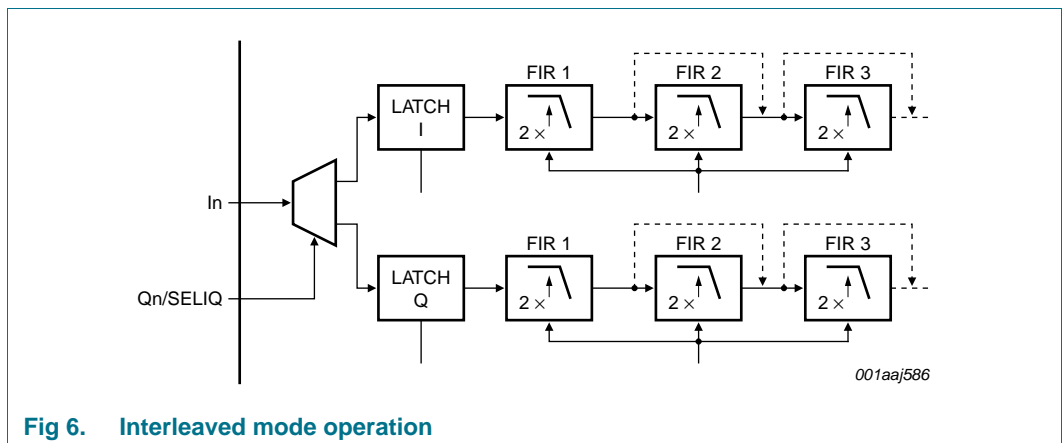 FIR 1 FIR 2 FIR 3
LATCH
I
2 × 2 × 2 ×
In
FIR 1 FIR 2 FIR 3
LATCH
Q
Qn/SELIQ
2 × 2 × 2 ×
001aaj586
Fig 6. Interleaved mode operation